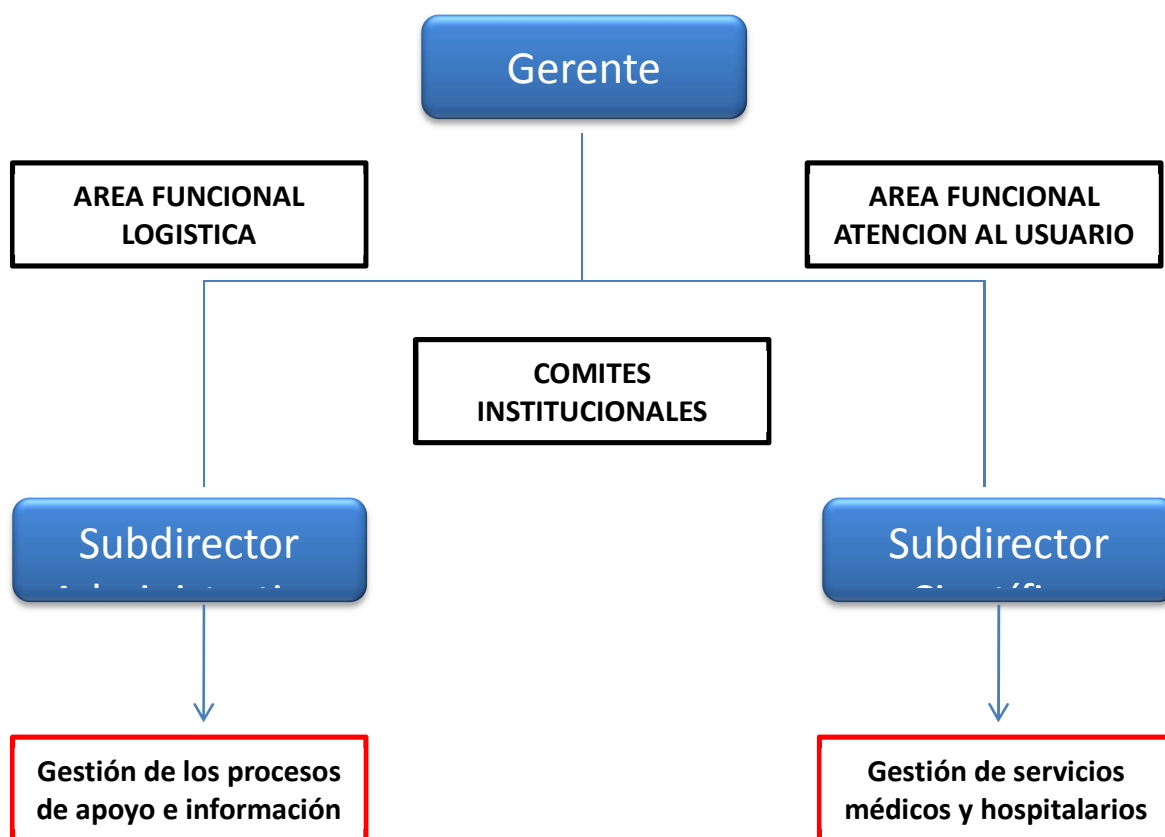 Gerente
AREA FUNCIONAL
LOGISTICA
AREA FUNCIONAL
ATENCION AL USUARIO
COMITES
INSTITUCIONALES
Subdirector
Subdirector
Gestión de los procesos
de apoyo e información
Gestión de servicios
médicos y hospitalarios